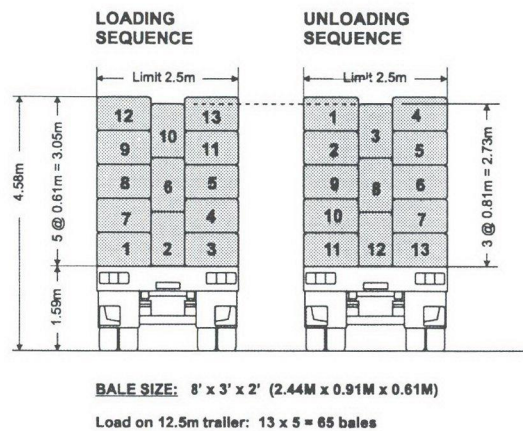 LOADING
SEQUENCE
UNLOADING
SEQUENCE
Limit 2.5m
Limit 2.5m
4.58m
5 @ 0.61m = 3.05m
1.59m
12
10
13
9
11
8
6
5
7
4
1
2
3
1
3
4
2
5
9
8
6
10
7
11
12
13
3 @ 0.81m = 2.73m
BALE SIZE: 8' x 3' x 2' (2.44M x 0.91M x 0.61M)
Load on 12.5m trailer: 13 x 5 = 65 bales